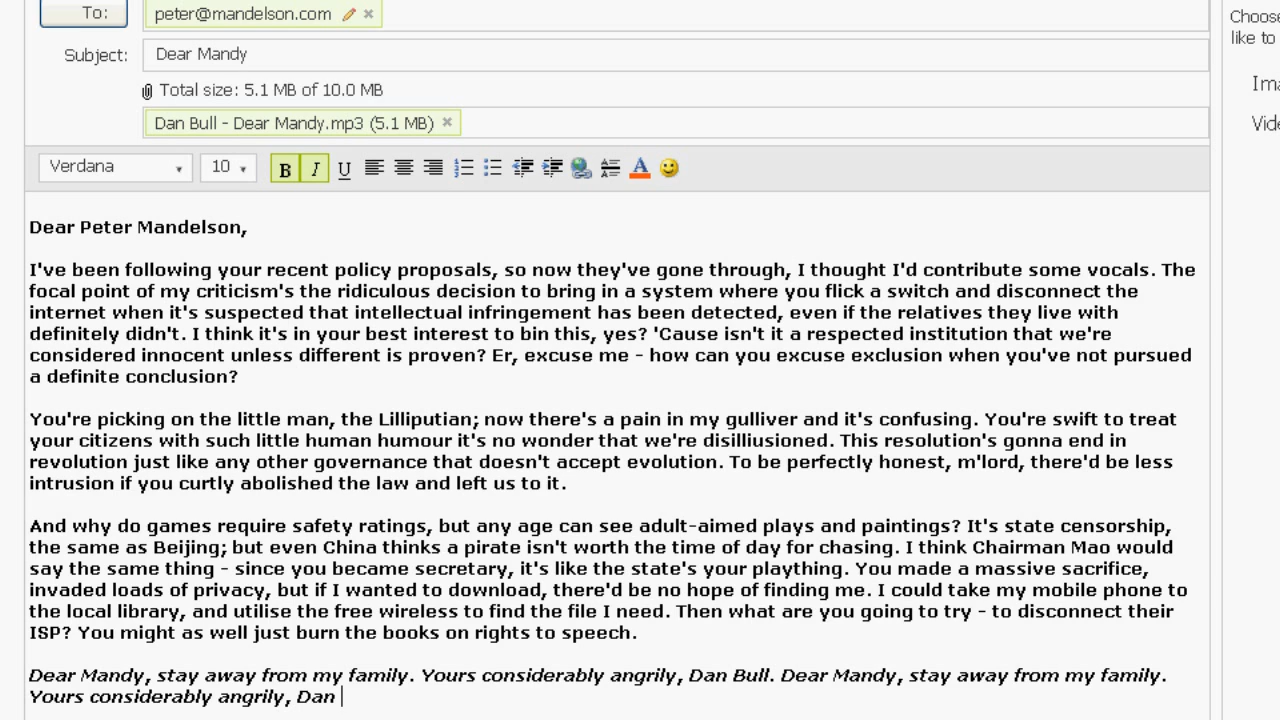 To:
peter@mandelson.com
Subject:
Dear Mandy
Total size: 5.1 MB of 10.0 MB
Dan Bull - Dear Mandy.mp3 (5.1 MB)
Verdana
10
B I U
Dear Peter Mandelson,
I've been following your recent policy proposals, so now they've gone through, I thought I'd contribute some vocals. The
focal point of my criticism's the ridiculous decision to bring in a system where you flick a switch and disconnect the
internet when it's suspected that intellectual infringement has been detected, even if the relatives they live with
definitely didn't. I think it's in your best interest to bin this, yes? 'Cause isn't it a respected institution that we're
considered innocent unless different is proven? Er, excuse me - how can you excuse exclusion when you've not pursued
a definite conclusion?
You're picking on the little man, the Lilliputian; now there's a pain in my gulliver and it's confusing. You're swift to treat
your citizens with such little human humour it's no wonder that we're disilliusioned. This resolution's gonna end in
revolution just like any other governance that doesn't accept evolution. To be perfectly honest, m'lord, there'd be less
intrusion if you curtly abolished the law and left us to it.
And why do games require safety ratings, but any age can see adult-aimed plays and paintings? It's state censorship,
the same as Beijing; but even China thinks a pirate isn't worth the time of day for chasing. I think Chairman Mao would
say the same thing - since you became secretary, it's like the state's your plaything. You made a massive sacrifice,
invaded loads of privacy, but if I wanted to download, there'd be no hope of finding me. I could take my mobile phone to
the local library, and utilise the free wireless to find the file I need. Then what are you going to try - to disconnect their
ISP? You might as well just burn the books on rights to speech.
Dear Mandy, stay away from my family. Yours considerably angrily, Dan Bull. Dear Mandy, stay away from my family.
Yours considerably angrily, Dan
Choose
like to